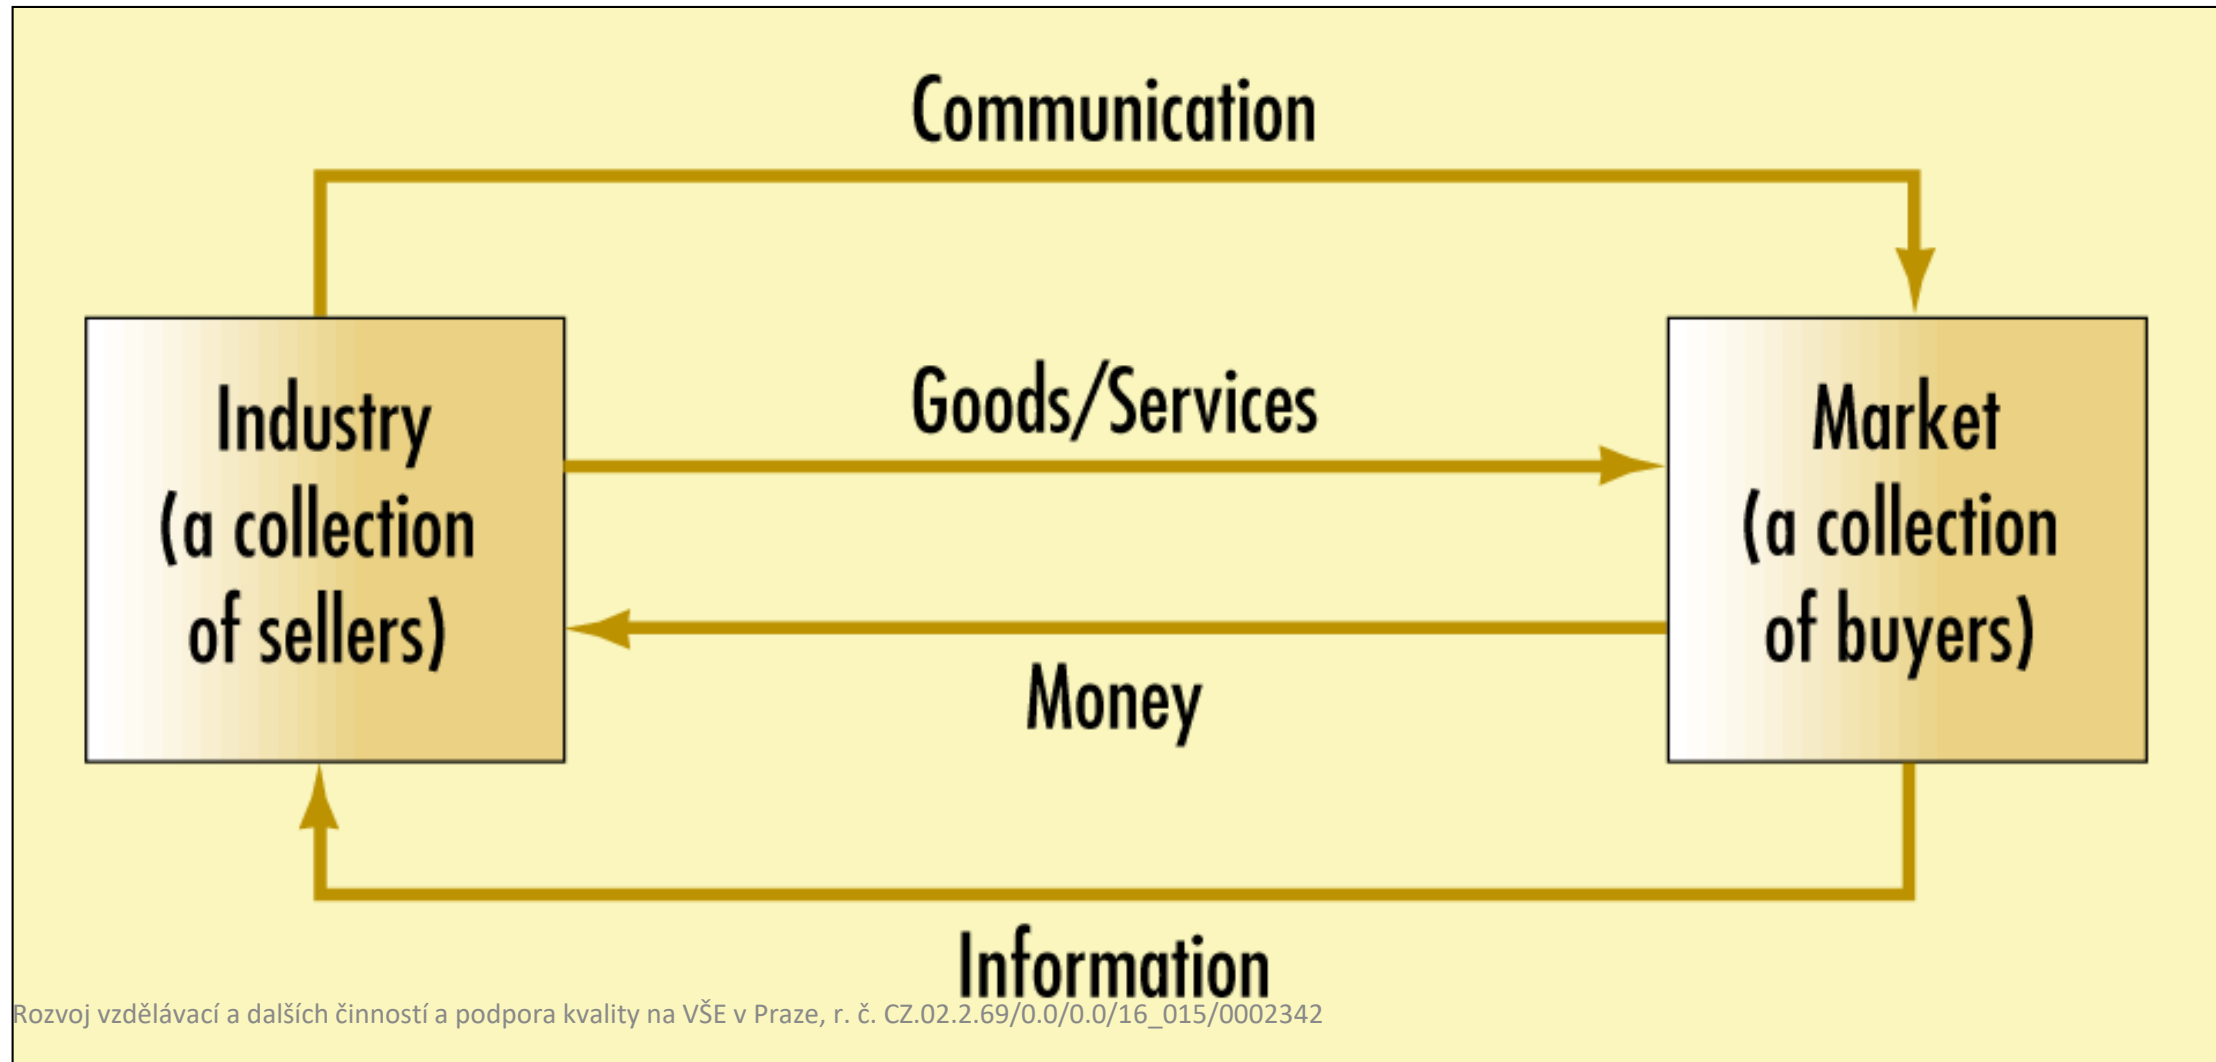 Communication
Goods/Services
Industry
(a collection
of sellers)
Market
(a collection
of buyers)
Money
Information
Rozvoj vzdělávací a dalších činností a podpora kvality na VŠE v Praze, r. č. CZ.02.2.69/0.0/0.0/16_015/0002342